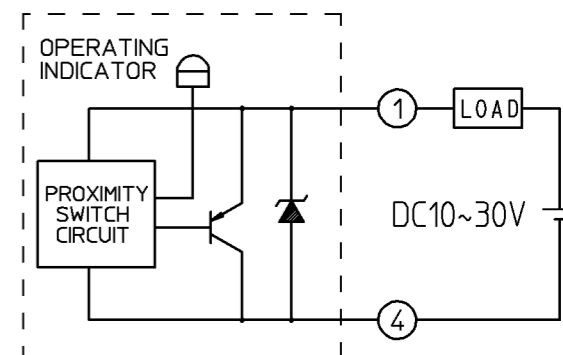 OPERATING
INDICATOR
1
LOAD
PROXIMITY
SWITCH
CIRCUIT
DC10~30V
4